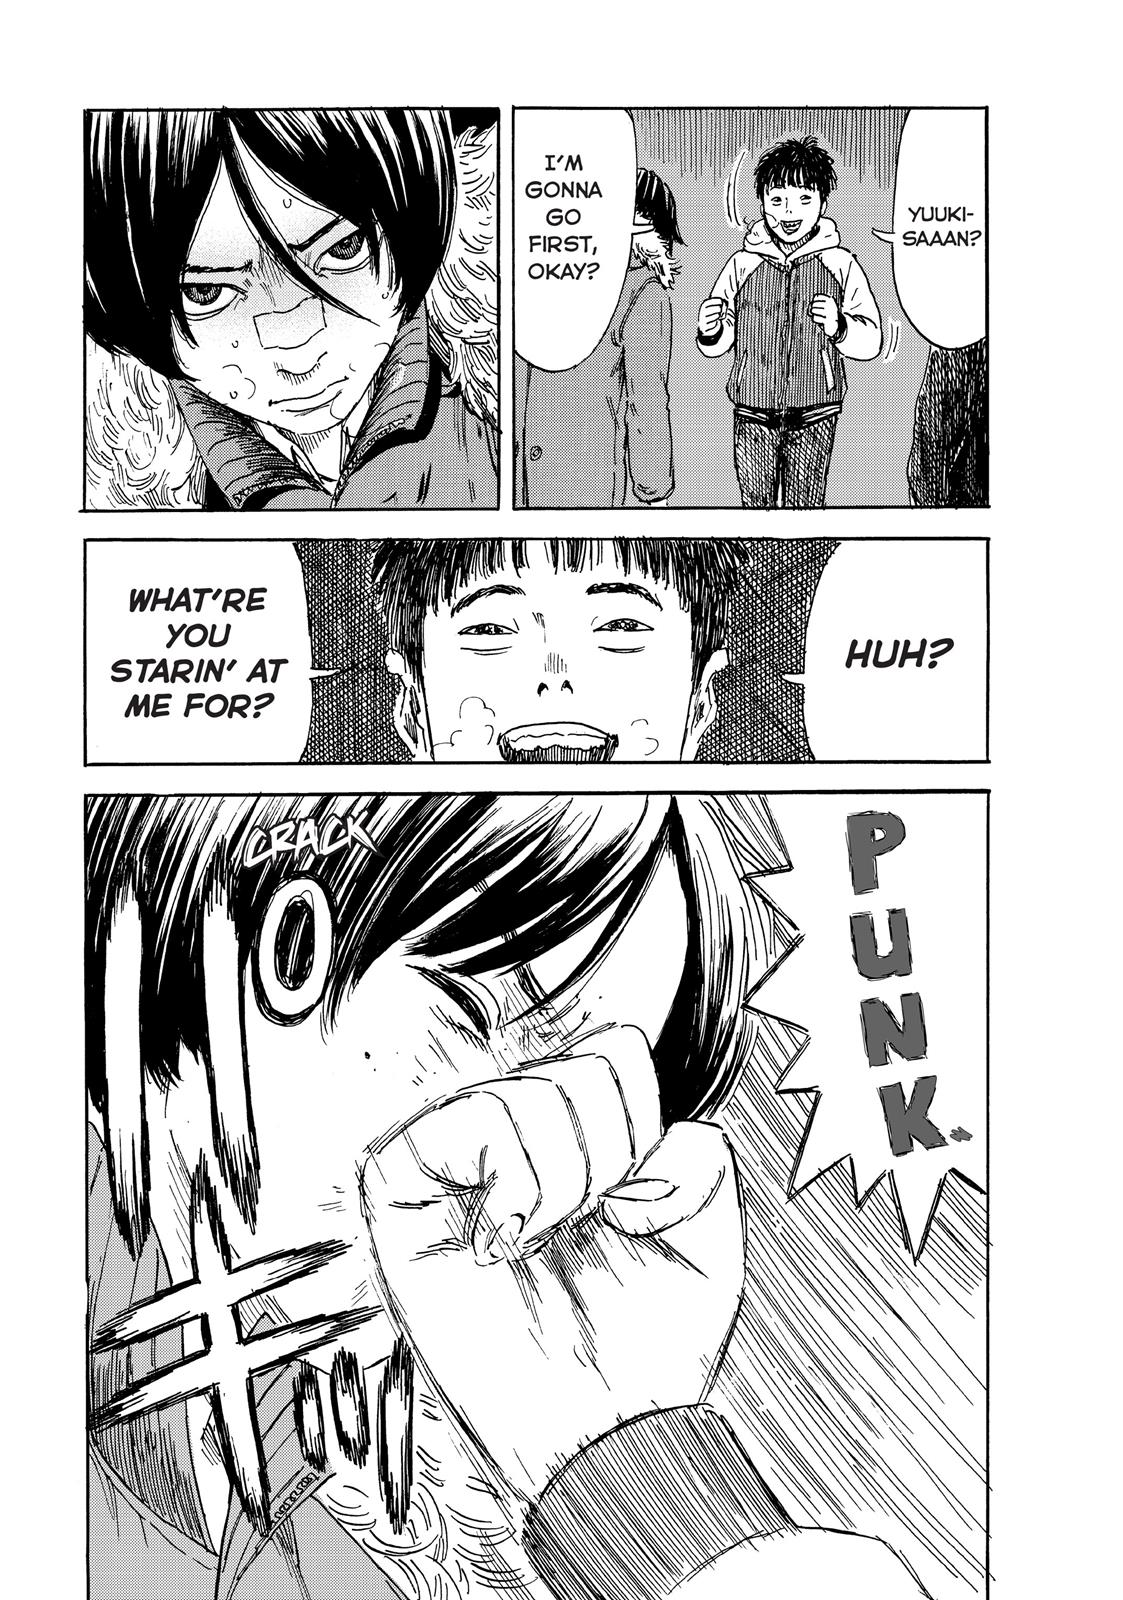 YUUKI-
SAAAN?
I'M
GONNA
GO
FIRST,
OKAY?
HUH?
WHAT'RE
YOU
STARIN' AT
ME FOR?
PUNK
CRACK